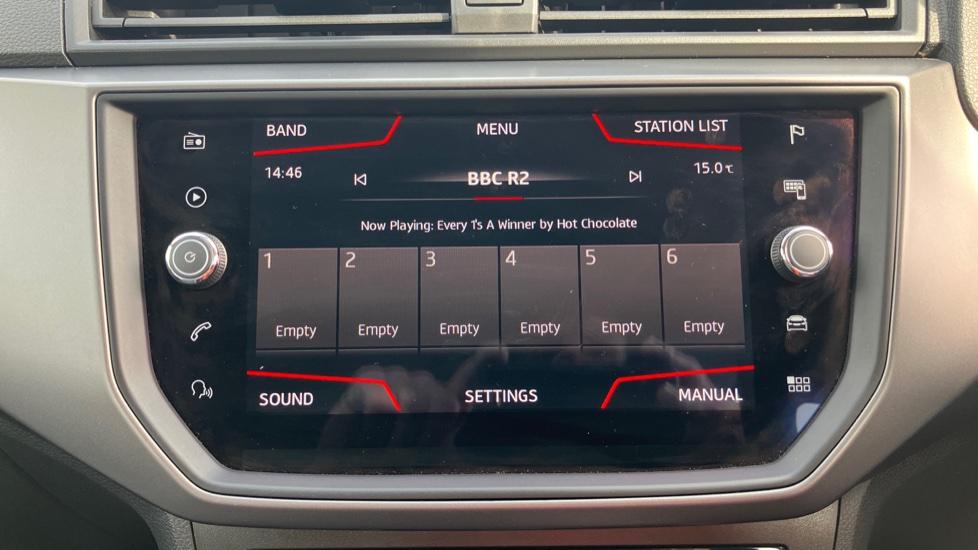 BAND MENU STATION LIST
14:46 BBC R2 15.0℃
Now Playing: Every 1's A Winner by Hot Chocolate
1 2 3 4 5 6
Empty Empty Empty Empty Empty Empty
SOUND SETTINGS MANUAL